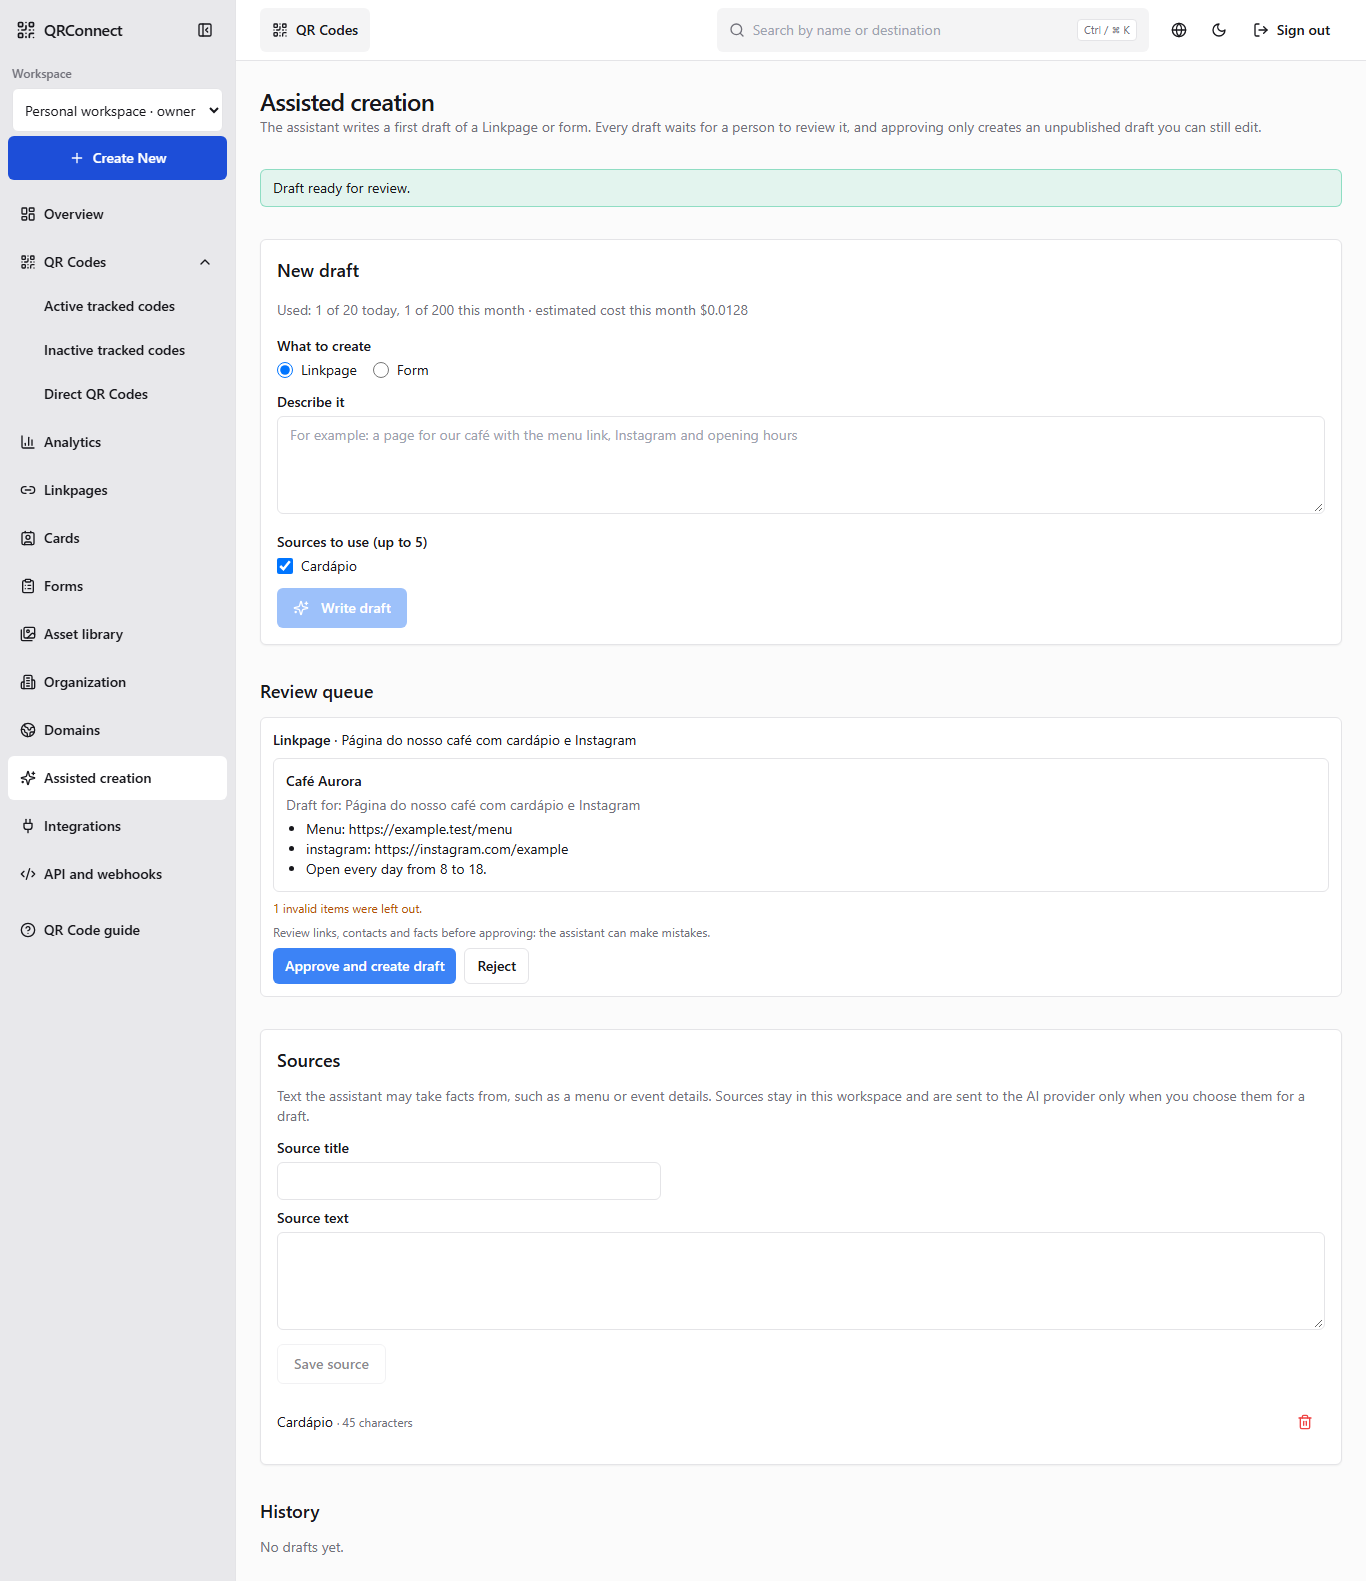 QRConnect
Workspace
Personal workspace · owner
Create New
Overview
QR Codes
Active tracked codes
Inactive tracked codes
Direct QR Codes
Analytics
Linkpages
Cards
Forms
Asset library
Organization
Domains
Assisted creation
Integrations
API and webhooks
QR Code guide
QR Codes
Search by name or destination
Ctrl / ⌘ K
Sign out
Assisted creation
The assistant writes a first draft of a Linkpage or form. Every draft waits for a person to review it, and approving only creates an unpublished draft you can still edit.
Draft ready for review.
New draft
Used: 1 of 20 today, 1 of 200 this month · estimated cost this month $0.0128
What to create
Linkpage
Form
Describe it
For example: a page for our café with the menu link, Instagram and opening hours
Sources to use (up to 5)
Cardápio
Write draft
Review queue
Linkpage · Página do nosso café com cardápio e Instagram
Café Aurora
Draft for: Página do nosso café com cardápio e Instagram
• Menu: https://example.test/menu
• instagram: https://instagram.com/example
• Open every day from 8 to 18.
1 invalid items were left out.
Review links, contacts and facts before approving: the assistant can make mistakes.
Approve and create draft
Reject
Sources
Text the assistant may take facts from, such as a menu or event details. Sources stay in this workspace and are sent to the AI provider only when you choose them for a
draft.
Source title
Source text
Save source
Cardápio · 45 characters
History
No drafts yet.